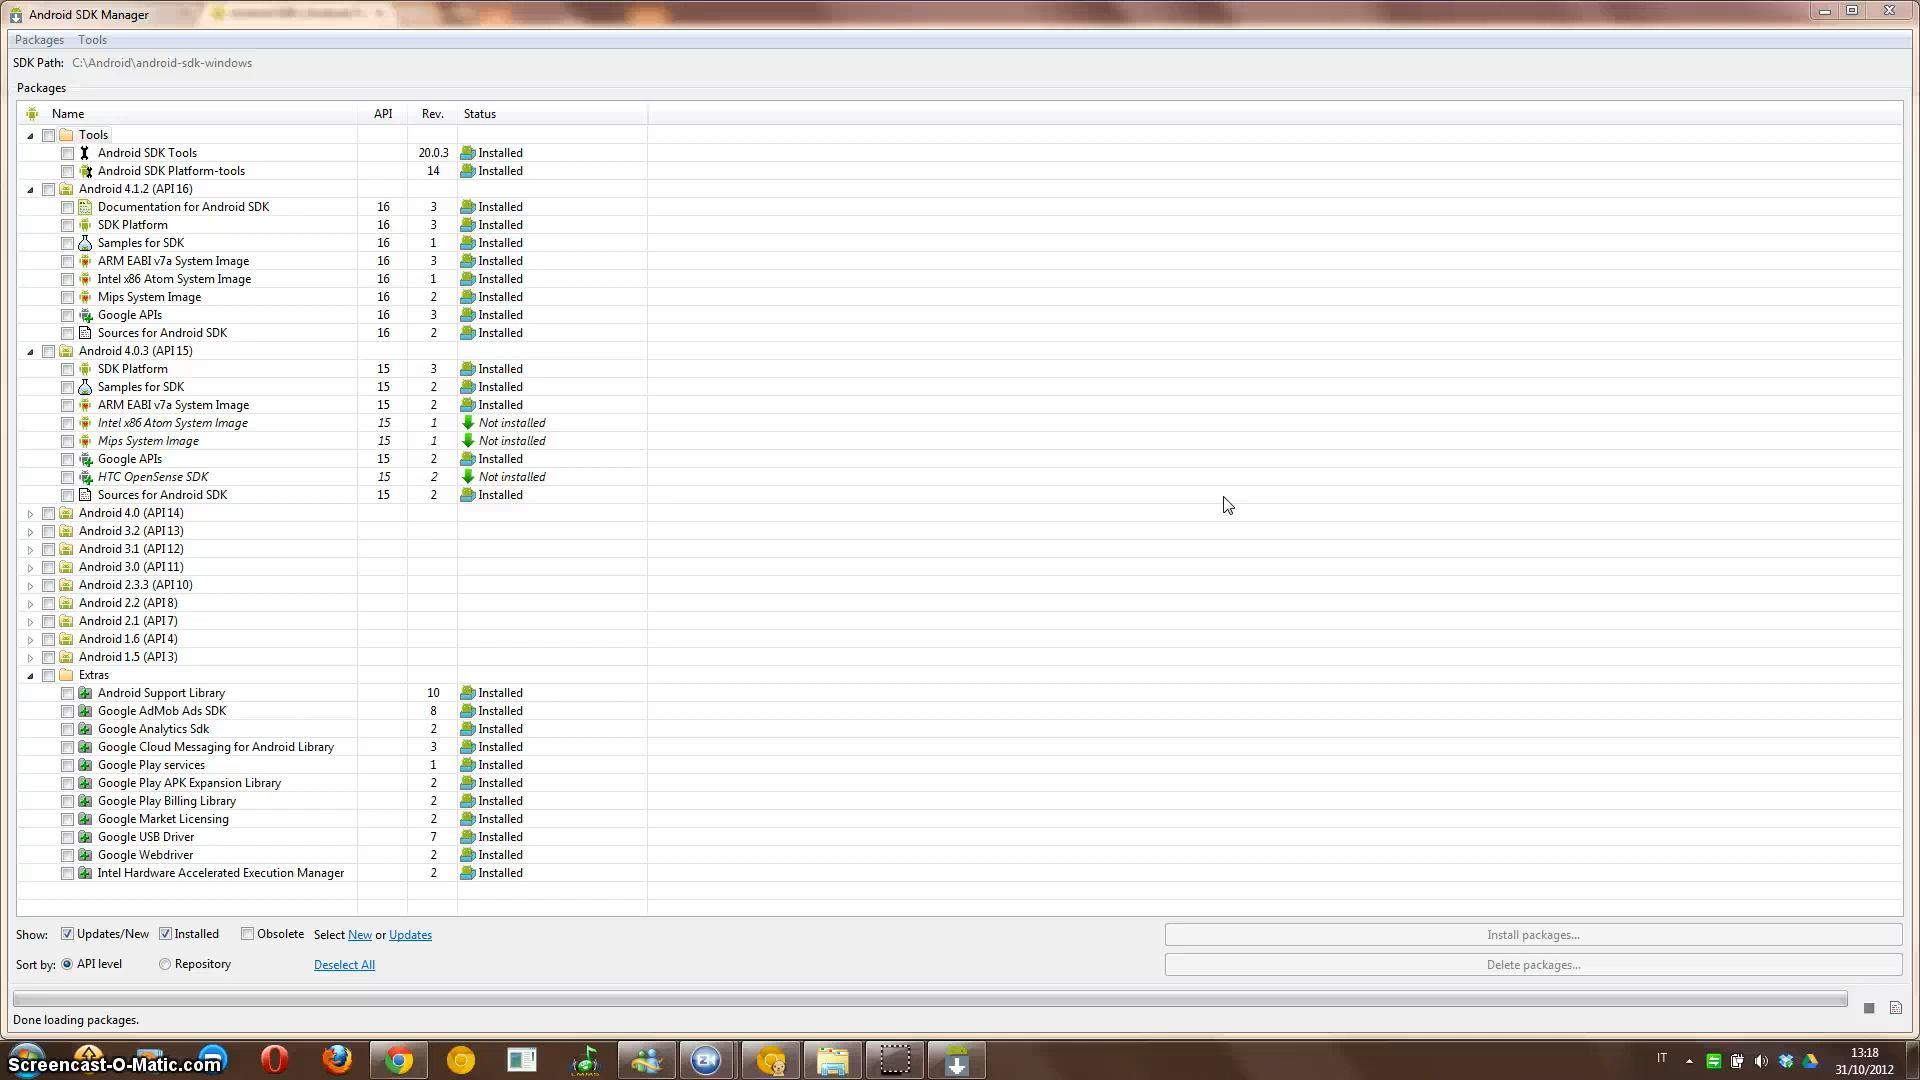 Android SDK Manager
Packages Tools
SDK Path: C:\Android\android-sdk-windows
Packages
Name API Rev. Status
Tools
Android SDK Tools 20.0.3 Installed
Android SDK Platform-tools 14 Installed
Android 4.1.2 (API 16)
Documentation for Android SDK 16 3 Installed
SDK Platform 16 3 Installed
Samples for SDK 16 1 Installed
ARM EABI v7a System Image 16 3 Installed
Intel x86 Atom System Image 16 1 Installed
Mips System Image 16 2 Installed
Google APIs 16 3 Installed
Sources for Android SDK 16 2 Installed
Android 4.0.3 (API 15)
SDK Platform 15 3 Installed
Samples for SDK 15 2 Installed
ARM EABI v7a System Image 15 2 Installed
Intel x86 Atom System Image 15 1 Not installed
Mips System Image 15 1 Not installed
Google APIs 15 2 Installed
HTC OpenSense SDK 15 2 Not installed
Sources for Android SDK 15 2 Installed
Android 4.0 (API 14)
Android 3.2 (API 13)
Android 3.1 (API 12)
Android 3.0 (API 11)
Android 2.3.3 (API 10)
Android 2.2 (API 8)
Android 2.1 (API 7)
Android 1.6 (API 4)
Android 1.5 (API 3)
Extras
Android Support Library 10 Installed
Google AdMob Ads SDK 8 Installed
Google Analytics Sdk 2 Installed
Google Cloud Messaging for Android Library 3 Installed
Google Play services 1 Installed
Google Play APK Expansion Library 2 Installed
Google Play Billing Library 2 Installed
Google Market Licensing 2 Installed
Google USB Driver 7 Installed
Google Webdriver 2 Installed
Intel Hardware Accelerated Execution Manager 2 Installed
Show: Updates/New Installed Obsolete Select New or Updates Install packages...
Sort by: API level Repository Deselect All Delete packages...
Done loading packages.
Screencast-O-Matic.com
IT 13:18
31/10/2012